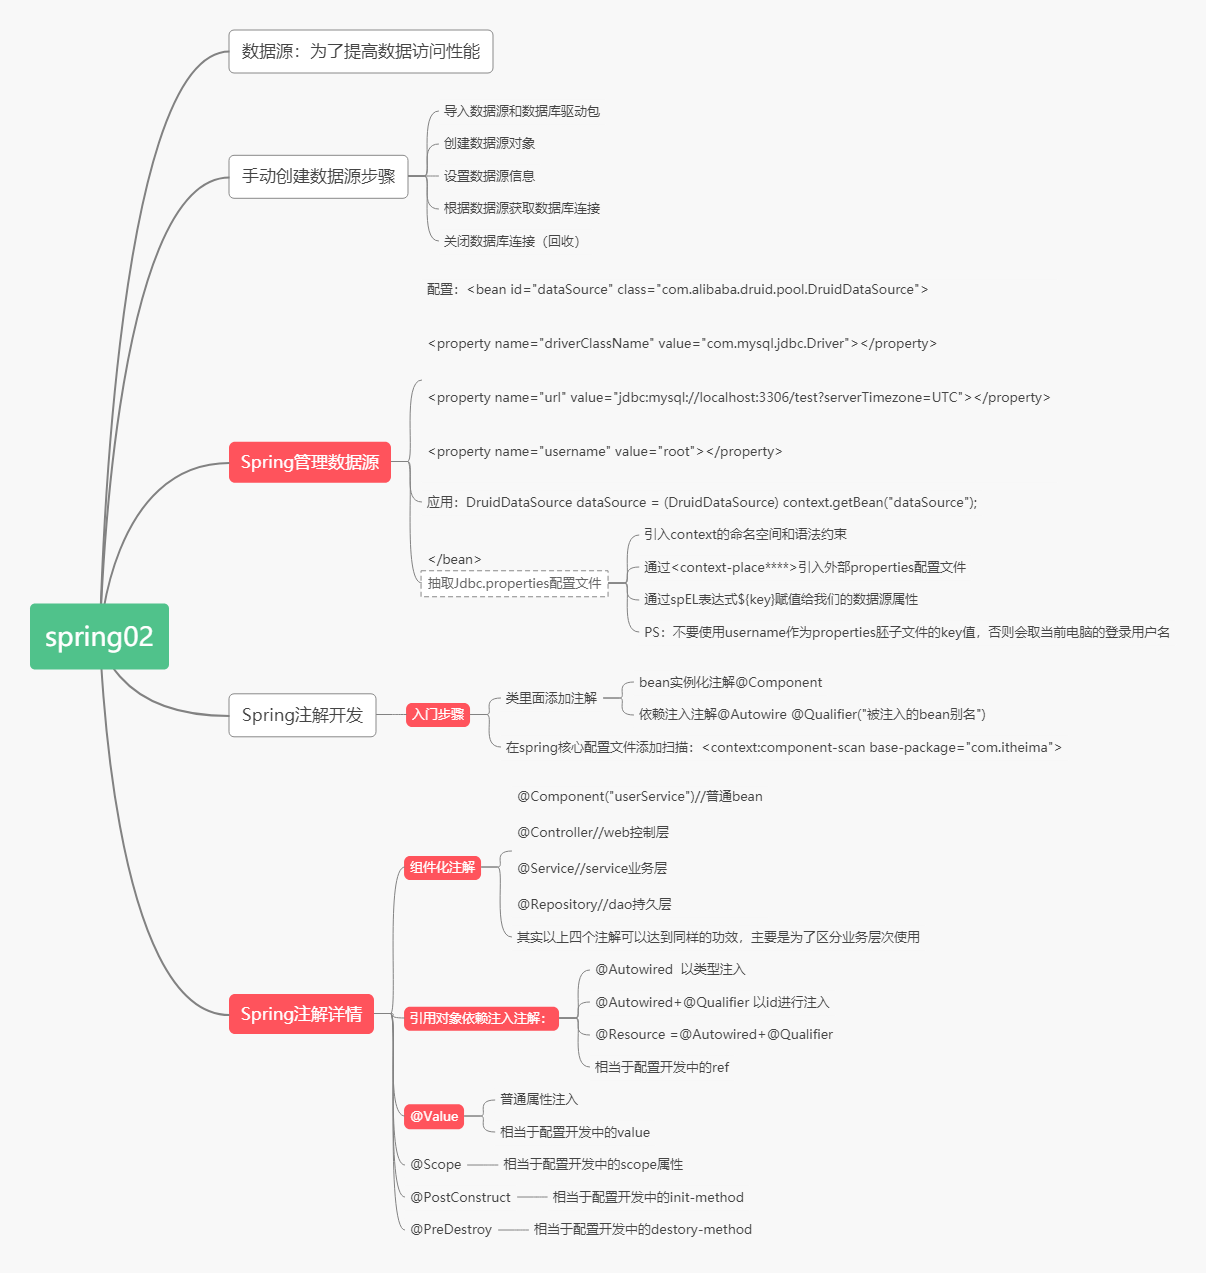 数据源：为了提高数据访问性能
手动创建数据源步骤
导入数据源和数据库驱动包
创建数据源对象
设置数据源信息
根据数据源获取数据库连接
关闭数据库连接（回收）
Spring管理数据源
配置：<bean id="dataSource" class="com.alibaba.druid.pool.DruidDataSource">
<property name="driverClassName" value="com.mysql.jdbc.Driver"></property>
<property name="url" value="jdbc:mysql://localhost:3306/test?serverTimezone=UTC"></property>
<property name="username" value="root"></property>
应用：DruidDataSource dataSource = (DruidDataSource) context.getBean("dataSource");
</bean>
抽取Jdbc.properties配置文件
引入context的命名空间和语法约束
通过<context-place****>引入外部properties配置文件
通过spEL表达式${key}赋值给我们的数据源属性
PS：不要使用username作为properties胚子文件的key值，否则会取当前电脑的登录用户名
spring02
Spring注解开发
入门步骤
类里面添加注解
bean实例化注解@Component
依赖注入注解@Autowire @Qualifier("被注入的bean别名")
在spring核心配置文件添加扫描：<context:component-scan base-package="com.itheima">
Spring注解详情
组件化注解
@Component("userService")//普通bean
@Controller//web控制层
@Service//service业务层
@Repository//dao持久层
其实以上四个注解可以达到同样的功效，主要是为了区分业务层次使用
引用对象依赖注入注解：
@Autowired  以类型注入
@Autowired+@Qualifier 以id进行注入
@Resource =@Autowired+@Qualifier
相当于配置开发中的ref
@Value
普通属性注入
相当于配置开发中的value
@Scope
相当于配置开发中的scope属性
@PostConstruct
相当于配置开发中的init-method
@PreDestroy
相当于配置开发中的destory-method